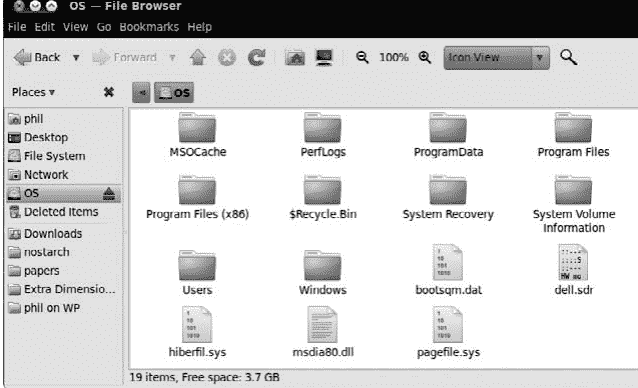 OS — File Browser
File Edit View Go Bookmarks Help
Back Forward 100% Icon View
Places OS
phil
Desktop
File System
Network
OS
Deleted Items
Downloads
nostarch
papers
Extra Dimensio...
phil on WP
MSOCache PerfLogs ProgramData Program Files
Program Files (x86) $Recycle.Bin System Recovery System Volume
Information
Users Windows bootsqm.dat dell.sdr
hiberfil.sys msdia80.dll pagefile.sys
19 items, Free space: 3.7 GB